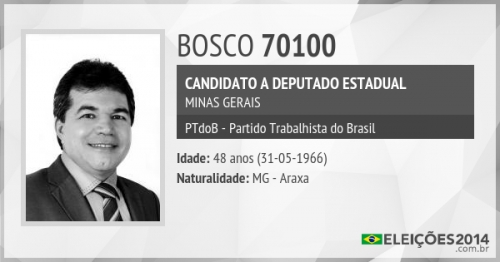 BOSCO 70100
CANDIDATO A DEPUTADO ESTADUAL
MINAS GERAIS
PTdoB - Partido Trabalhista do Brasil
Idade: 48 anos (31-05-1966)
Naturalidade: MG - Araxa
ELEIÇÕES2014
.com.br